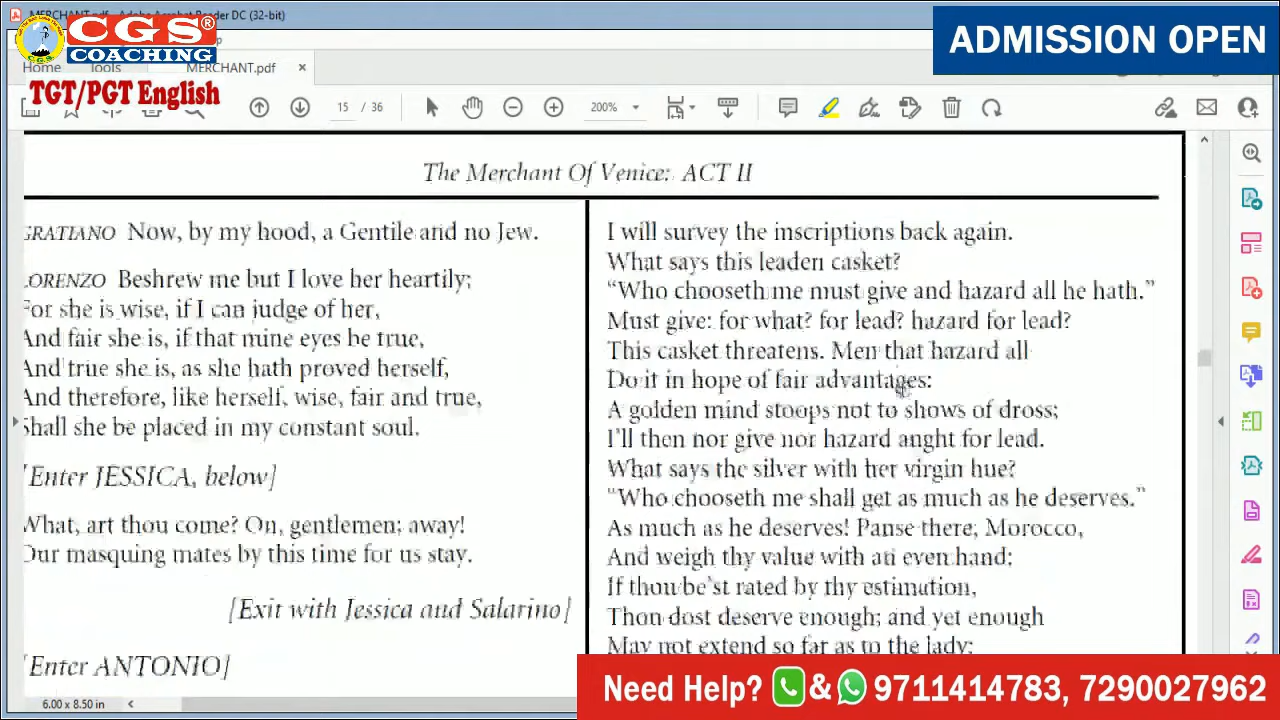 MERCHANT.pdf - Adobe Acrobat Reader DC (32-bit)
CGS®
COACHING
C.G.S.
TGT/PGT English
ADMISSION OPEN
Home Tools MERCHANT.pdf ×
15 / 36
200%
The Merchant Of Venice: ACT II
GRATIANO Now, by my hood, a Gentile and no Jew.
LORENZO Beshrew me but I love her heartily;
For she is wise, if I can judge of her,
And fair she is, if that mine eyes be true,
And true she is, as she hath proved herself,
And therefore, like herself, wise, fair and true,
Shall she be placed in my constant soul.
[Enter JESSICA, below]
What, art thou come? On, gentlemen; away!
Our masquing mates by this time for us stay.
[Exit with Jessica and Salarino]
[Enter ANTONIO]
I will survey the inscriptions back again.
What says this leaden casket?
“Who chooseth me must give and hazard all he hath.”
Must give: for what? for lead? hazard for lead?
This casket threatens. Men that hazard all
Do it in hope of fair advantages:
A golden mind stoops not to shows of dross;
I’ll then nor give nor hazard aught for lead.
What says the silver with her virgin hue?
“Who chooseth me shall get as much as he deserves.”
As much as he deserves! Pause there, Morocco,
And weigh thy value with an even hand:
If thou be’st rated by thy estimation,
Thou dost deserve enough; and yet enough
May not extend so far as to the lady:
6.00 x 8.50 in
Need Help? & 9711414783, 7290027962